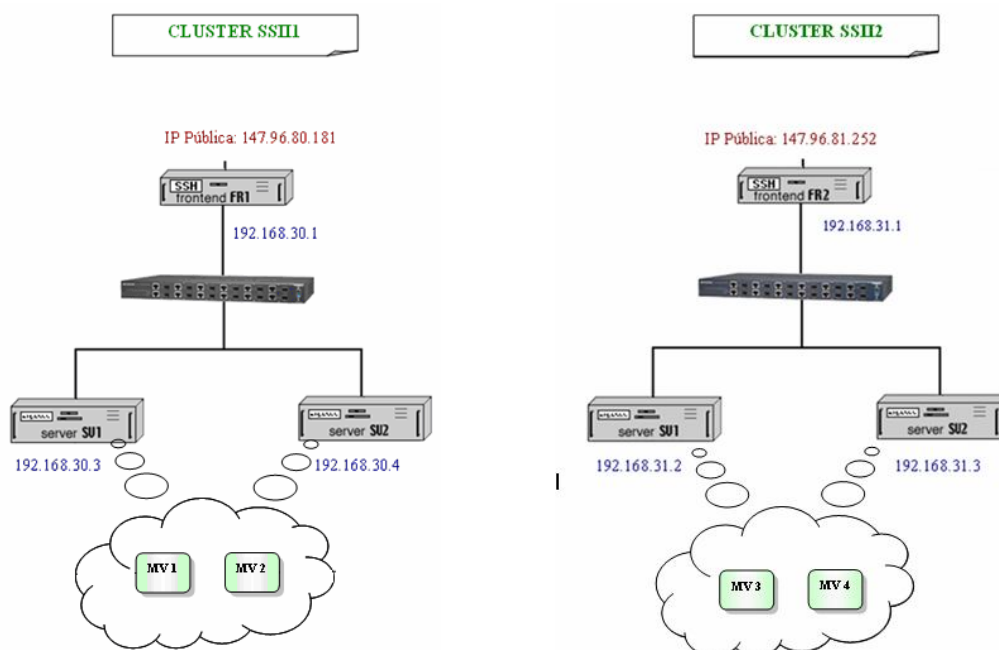 CLUSTER SSII1
IP Pública: 147.96.80.181
SSH
frontend FR1
192.168.30.1
server SU1
server SU2
192.168.30.3
192.168.30.4
MV 1
MV 2
CLUSTER SSII2
IP Pública: 147.96.81.252
SSH
frontend FR2
192.168.31.1
server SU1
server SU2
192.168.31.2
192.168.31.3
MV 3
MV 4